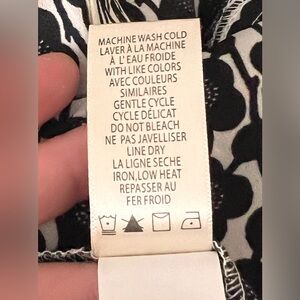 MACHINE WASH COLD
LAVER À LA MACHINE
À L'EAU FROIDE
WITH LIKE COLORS
AVEC COULEURS
SIMILAIRES
GENTLE CYCLE
CYCLE DÉLICAT
DO NOT BLEACH
NE PAS JAVELLISER
LINE DRY
LA LIGNE SECHE
IRON,LOW HEAT
REPASSER AU
FER FROID